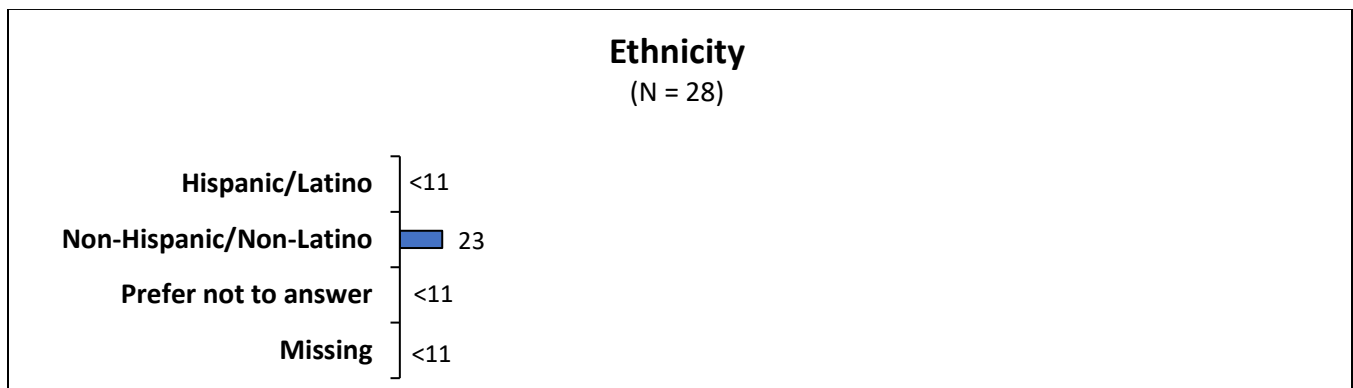 Ethnicity
(N = 28)
Hispanic/Latino <11
Non-Hispanic/Non-Latino 23
Prefer not to answer <11
Missing <11